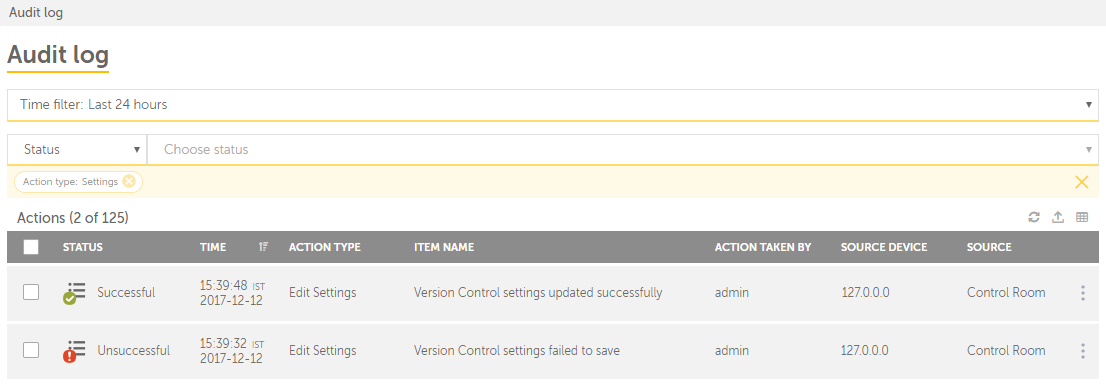 Audit log
Audit log
Time filter: Last 24 hours
Status Choose status
Action type: Settings
Actions (2 of 125)
STATUS TIME ACTION TYPE ITEM NAME ACTION TAKEN BY SOURCE DEVICE SOURCE
Successful 15:39:48 IST 2017-12-12 Edit Settings Version Control settings updated successfully admin 127.0.0.0 Control Room
Unsuccessful 15:39:32 IST 2017-12-12 Edit Settings Version Control settings failed to save admin 127.0.0.0 Control Room